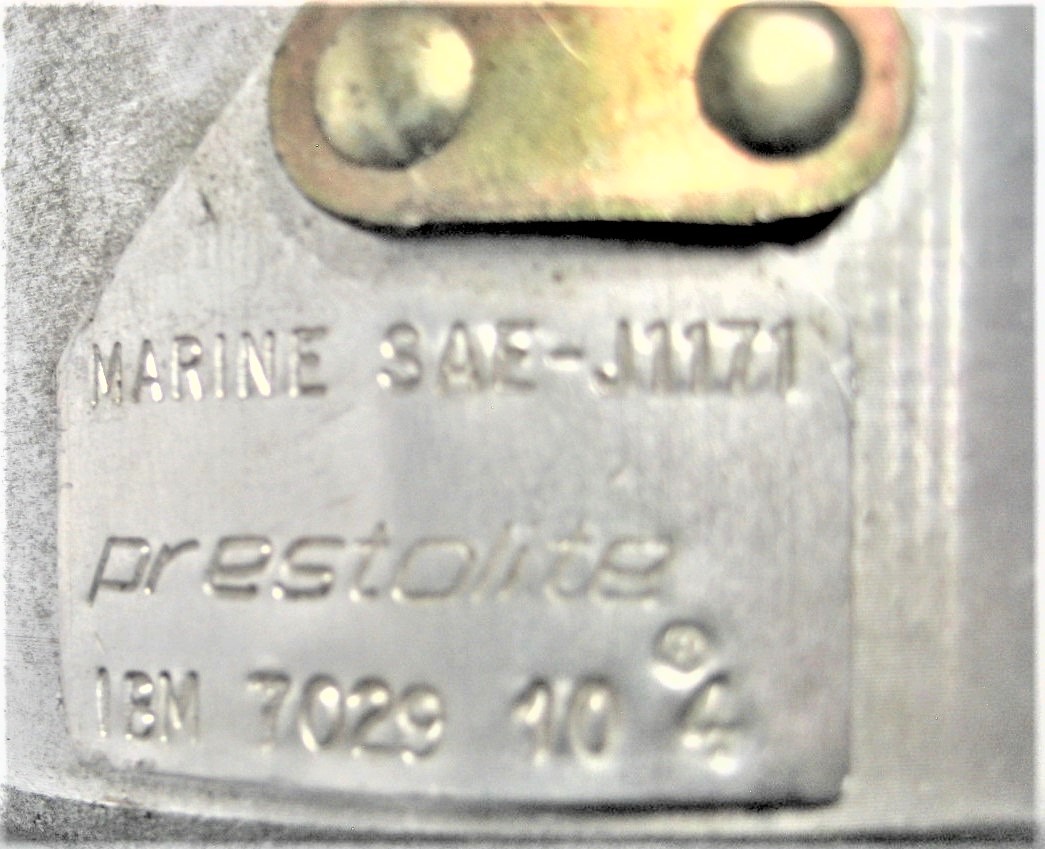 MARINE SAE-J1171
prestolite
®
IBM 7029 10